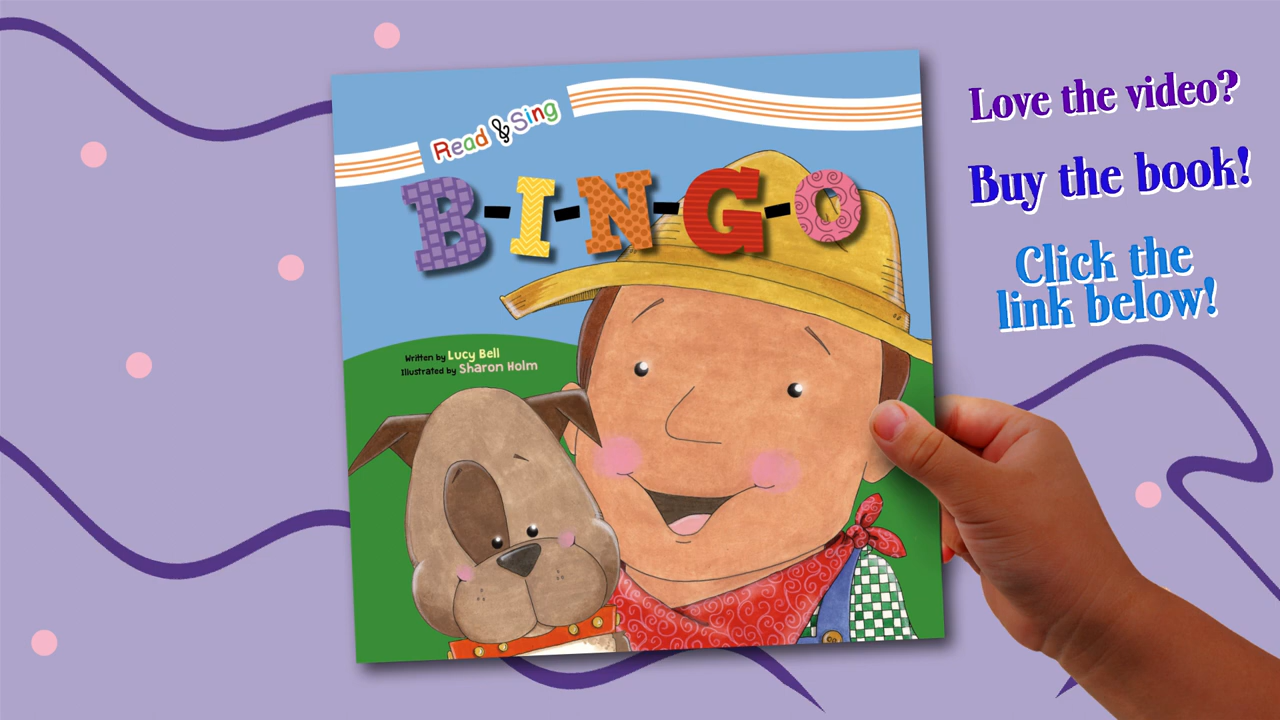 Read & Sing
B-I-N-G-O
Written by Lucy Bell
Illustrated by Sharon Holm
Love the video?
Buy the book!
Click the
link below!